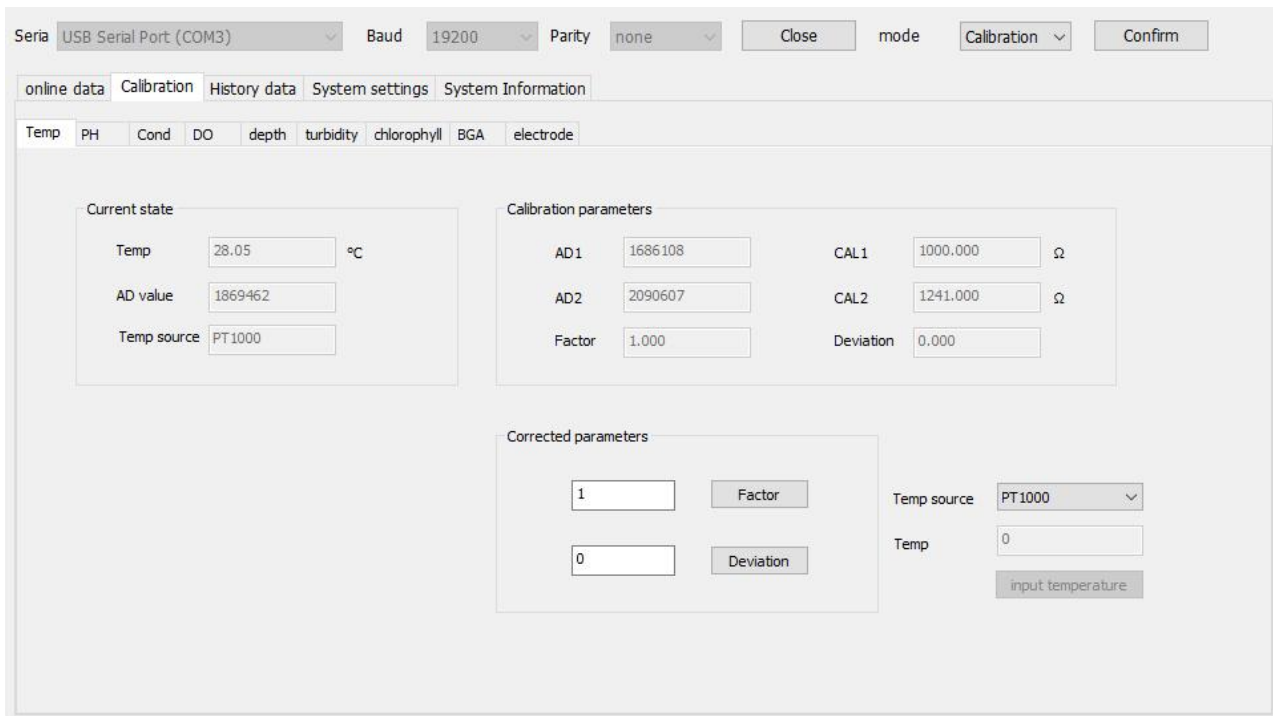 Seria USB Serial Port (COM3) Baud 19200 Parity none Close mode Calibration Confirm
online data Calibration History data System settings System Information
Temp PH Cond DO depth turbidity chlorophyll BGA electrode
Current state
Temp 28.05 ℃
AD value 1869462
Temp source PT1000
Calibration parameters
AD1 1686108 CAL1 1000.000 Ω
AD2 2090607 CAL2 1241.000 Ω
Factor 1.000 Deviation 0.000
Corrected parameters
1 Factor
0 Deviation
Temp source PT1000
Temp 0
input temperature